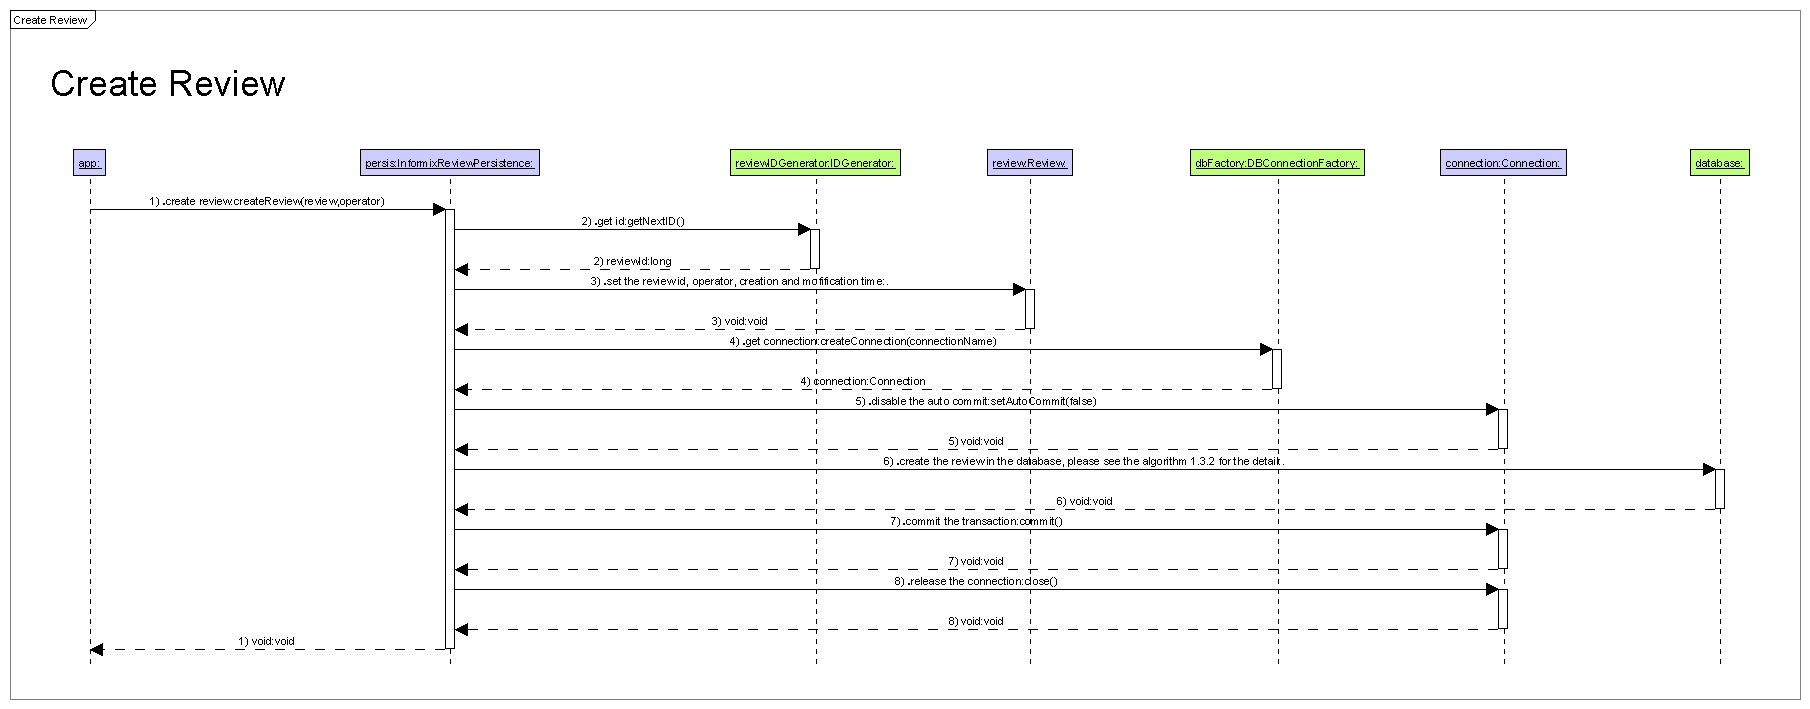 Create Review
Create Review
app:
persis:InformixReviewPersistence:
reviewIDGenerator:IDGenerator:
review:Review:
dbFactory:DBConnectionFactory:
connection:Connection:
database:
1) .create review:createReview(review,operator)
2) .get id:getNextID()
2) reviewId:long
3) .set the review id, operator, creation and mofification time:.
3) void:void
4) .get connection:createConnection(connectionName)
4) connection:Connection
5) .disable the auto commit:setAutoCommit(false)
5) void:void
6) .create the review in the database, please see the algorithm 1.3.2 for the detail:.
6) void:void
7) .commit the transaction:commit()
7) void:void
8) .release the connection:close()
8) void:void
1) void:void